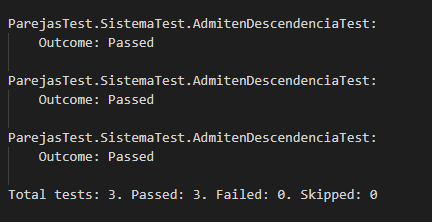 ParejasTest.SistemaTest.AdmitenDescendenciaTest:
Outcome: Passed
ParejasTest.SistemaTest.AdmitenDescendenciaTest:
Outcome: Passed
ParejasTest.SistemaTest.AdmitenDescendenciaTest:
Outcome: Passed
Total tests: 3. Passed: 3. Failed: 0. Skipped: 0